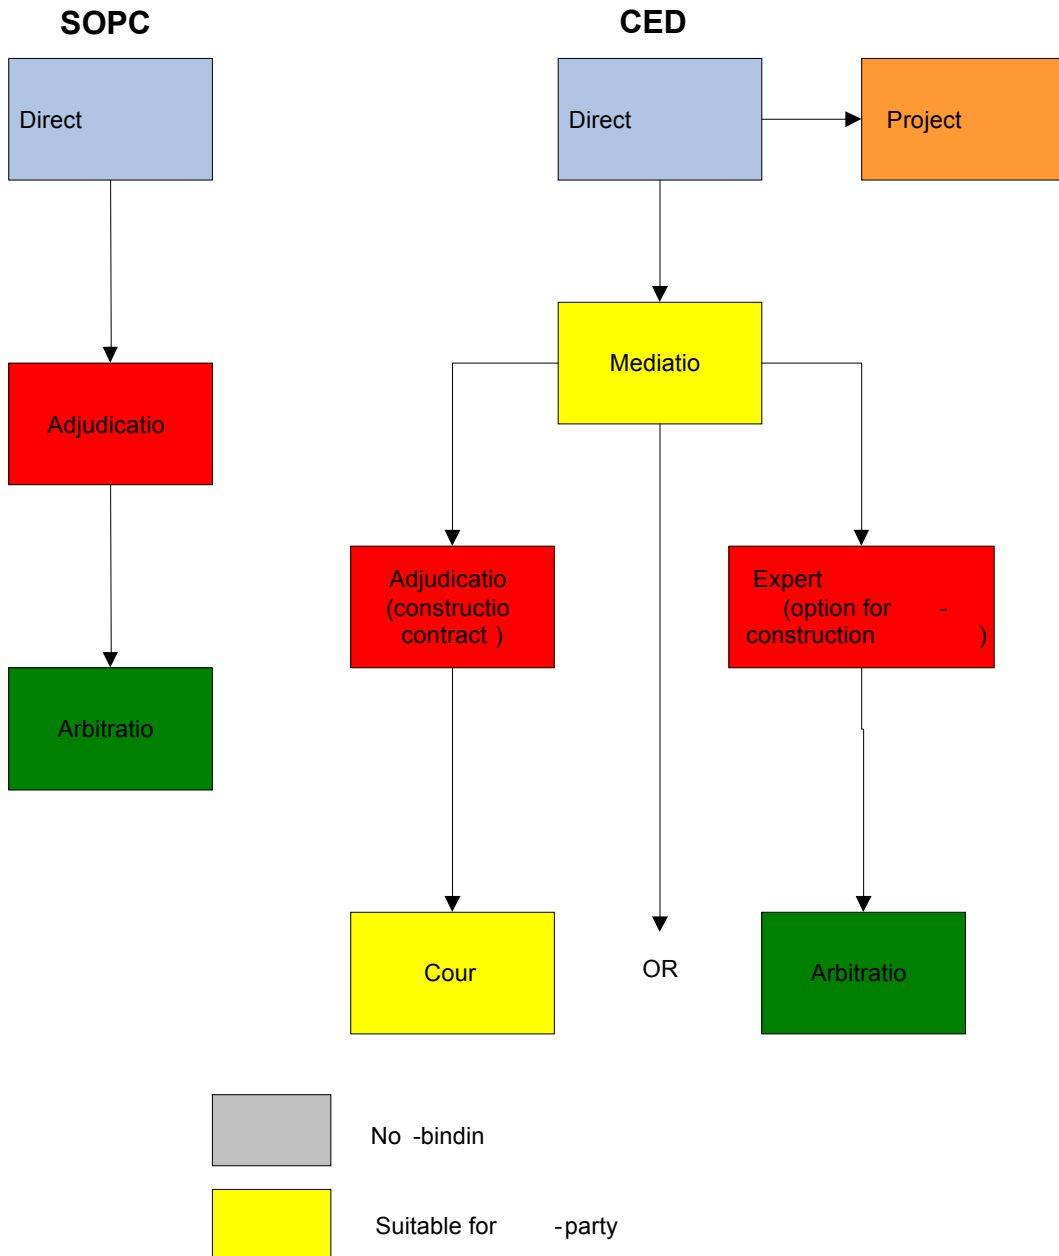 SOPC
CED
Direct
Direct
Project
Mediatio
Adjudicatio
Adjudicatio
(constructio
contract )
Expert
(option for -
construction )
Arbitratio
Cour
OR
Arbitratio
No -bindin
Suitable for -party